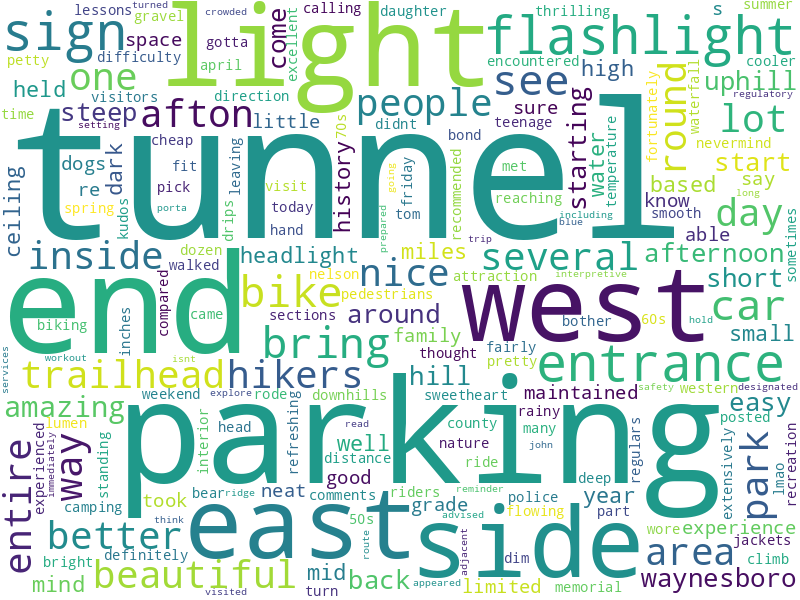 lessons turned crowded calling daughter thrilling s summer
sign gravel light come excellent flashlight
petty space gotta encountered cooler
difficulty april see high uphill
held one visitors direction people round waterfall regulatory
time steep afton little sure 70s didnt teenage starting water temperature fortunately lot
setting cheap bond nevermind
tunnel
ceiling dogs dark fit leaving history met based start say
re pick visit today friday recommended reaching know smooth day
spring kudos porta hand tom going prepared including blue long
drips trip able sometimes
inside walked headlight miles several afternoon
dozen nice attraction interpretive short
end compared came bike nelson pedestrians west car
inches sections around 60s hold small
biking bring family bother
services isnt thought fairly entrance
trailhead hikers hill pretty maintained western safety designated
workout explore rode downhills sweetheart rainy easy
amazing weekend parking
lumen interior head refreshing county many posted
entire experienced immediately way standing well nature ride john regulars extensively park lmao recreation
distance read
camping bear ridge neat good comments riders police deep year
took 50s grade flowing part
better think east route advised side wore experience
definitely reminder area jackets
bright mid back adjacent appeared dim climb
mind beautiful turn limited memorial waynesboro
visited